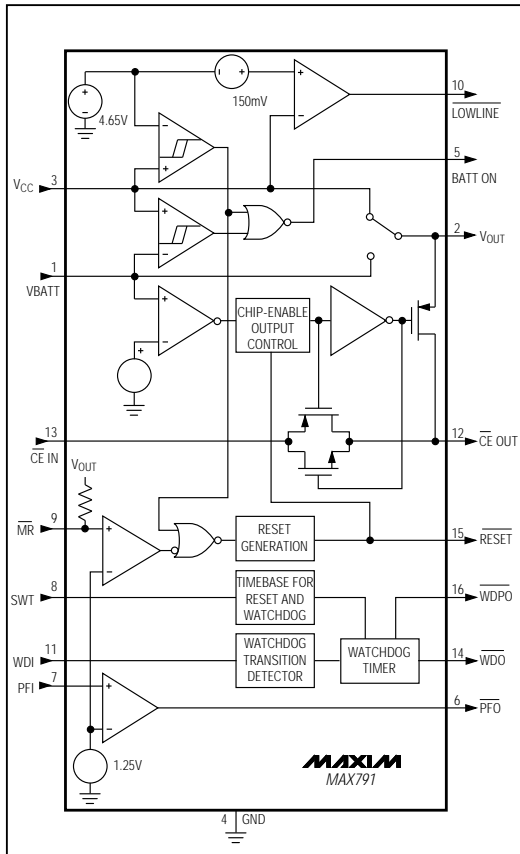 4.65V
+
−
−
+
150mV
+
−
10
LOWLINE
5
BATT ON
−
+
VCC 3
+
−
2
VOUT
1
VBATT
+
CHIP-ENABLE
OUTPUT
CONTROL
−
+
13
CE IN
12
CE OUT
VOUT
9
MR
+
−
RESET
GENERATION
15
RESET
8
SWT
TIMEBASE FOR
RESET AND
WATCHDOG
16
WDPO
11
WDI
WATCHDOG
TRANSITION
DETECTOR
WATCHDOG
TIMER
14
WDO
7
PFI
+
−
6
PFO
1.25V
MAXIM
MAX791
4 GND